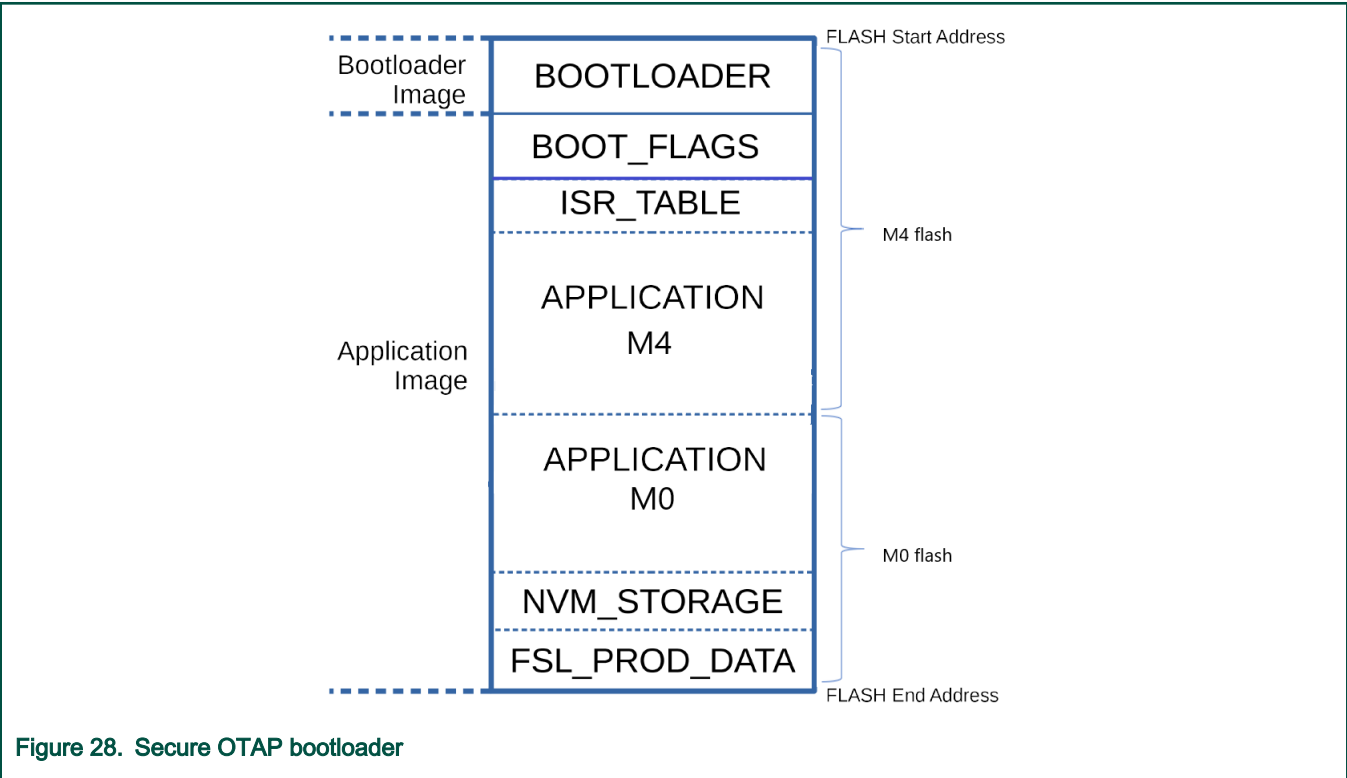 FLASH Start Address
Bootloader
Image
BOOTLOADER
BOOT_FLAGS
ISR_TABLE
M4 flash
APPLICATION
M4
Application
Image
APPLICATION
M0
M0 flash
NVM_STORAGE
FSL_PROD_DATA
FLASH End Address
Figure 28. Secure OTAP bootloader